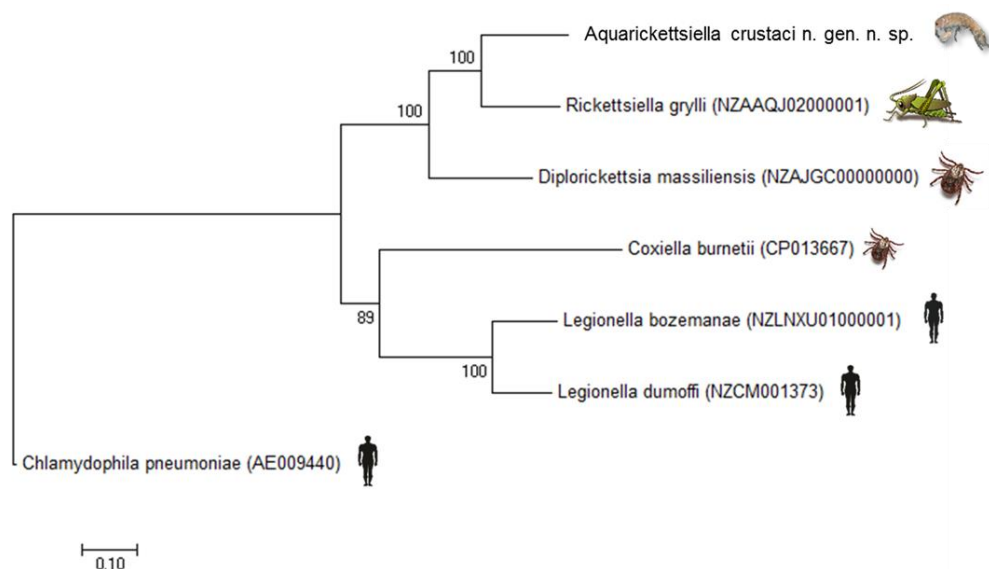 Aquarickettsiella crustaci n. gen. n. sp.
100
Rickettsiella grylli (NZAAQJ02000001)
100
Diplorickettsia massiliensis (NZAJGC00000000)
Coxiella burnetii (CP013667)
89
Legionella bozemanae (NZLNXU01000001)
100
Legionella dumoffi (NZCM001373)
Chlamydophila pneumoniae (AE009440)
0.10